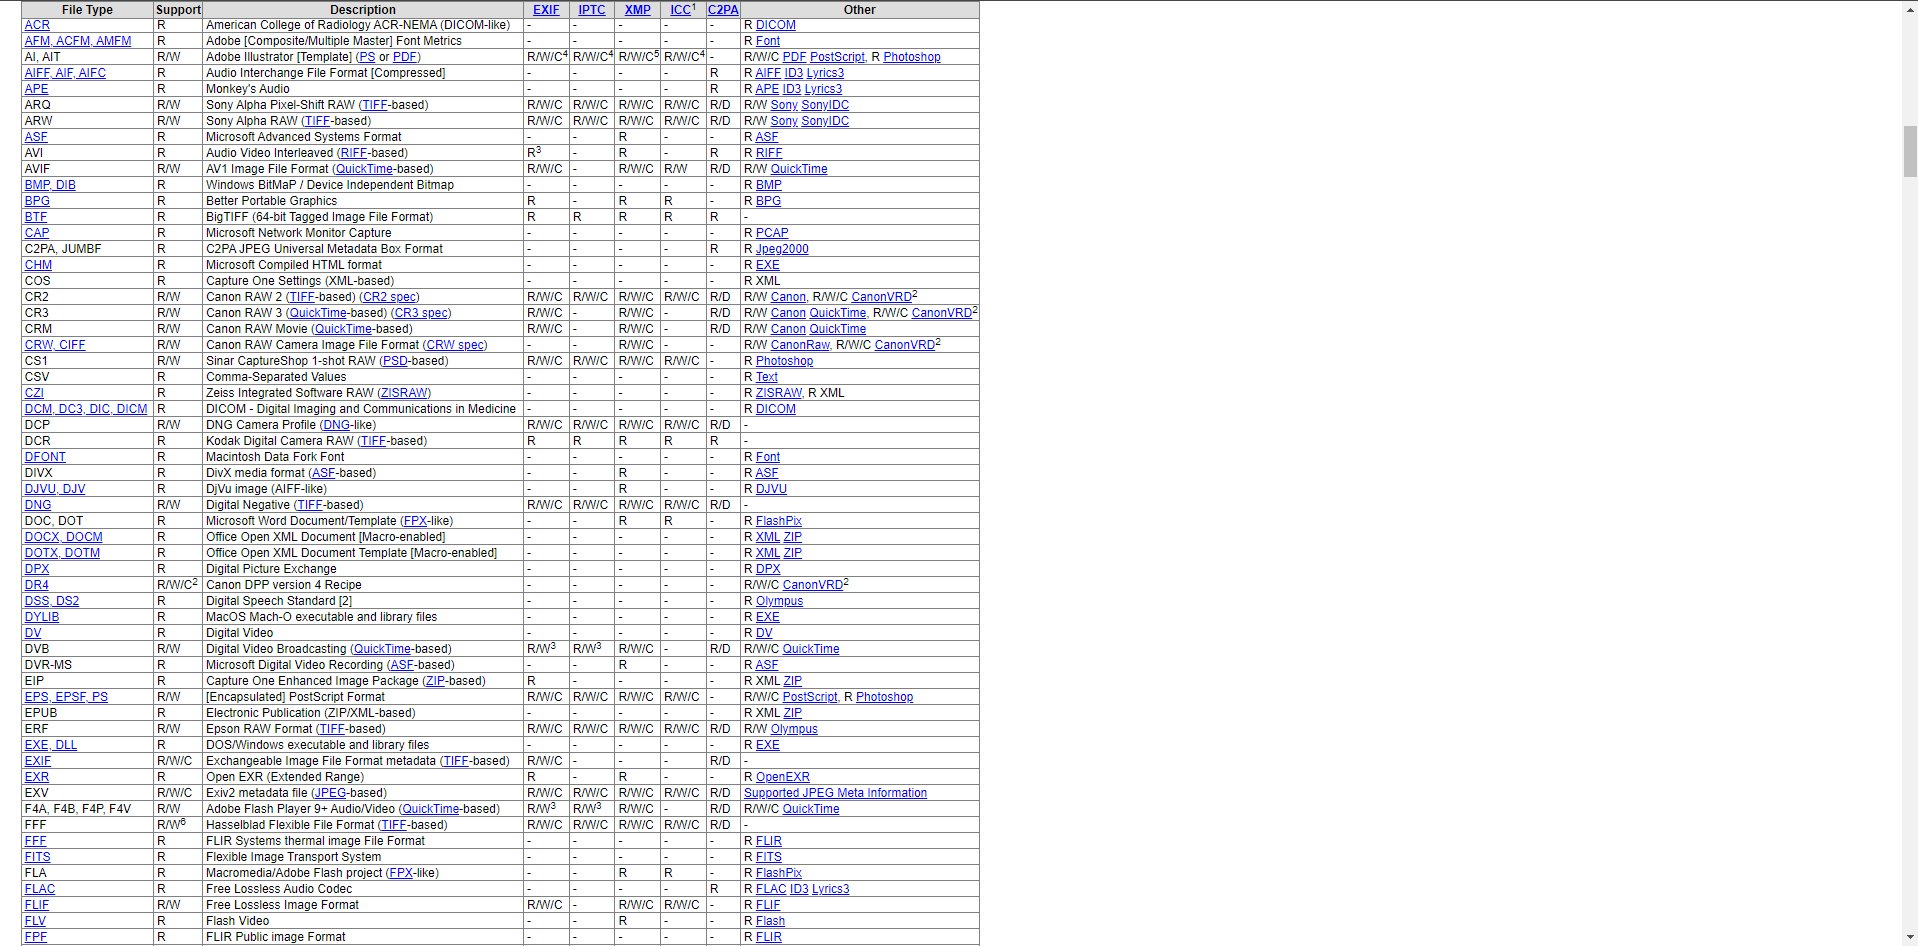 File Type Support Description EXIF IPTC XMP ICC1 C2PA Other
ACR R American College of Radiology ACR-NEMA (DICOM-like) - - - - - R DICOM
AFM, ACFM, AMFM R Adobe [Composite/Multiple Master] Font Metrics - - - - - R Font
AI, AIT R/W Adobe Illustrator [Template] (PS or PDF) R/W/C4 R/W/C4 R/W/C5 R/W/C4 - R/W/C PDF PostScript, R Photoshop
AIFF, AIF, AIFC R Audio Interchange File Format [Compressed] - - - - R R AIFF ID3 Lyrics3
APE R Monkey's Audio - - - - R R APE ID3 Lyrics3
ARQ R/W Sony Alpha Pixel-Shift RAW (TIFF-based) R/W/C R/W/C R/W/C R/W/C R/D R/W Sony SonyIDC
ARW R/W Sony Alpha RAW (TIFF-based) R/W/C R/W/C R/W/C R/W/C R/D R/W Sony SonyIDC
ASF R Microsoft Advanced Systems Format - - R - - R ASF
AVI R Audio Video Interleaved (RIFF-based) R3 - R - R R RIFF
AVIF R/W AV1 Image File Format (QuickTime-based) R/W/C - R/W/C R/W R/D R/W QuickTime
BMP, DIB R Windows BitMaP / Device Independent Bitmap - - - - - R BMP
BPG R Better Portable Graphics R - R R - R BPG
BTF R BigTIFF (64-bit Tagged Image File Format) R R R R R -
CAP R Microsoft Network Monitor Capture - - - - - R PCAP
C2PA, JUMBF R C2PA JPEG Universal Metadata Box Format - - - - R R Jpeg2000
CHM R Microsoft Compiled HTML format - - - - - R EXE
COS R Capture One Settings (XML-based) - - - - - R XML
CR2 R/W Canon RAW 2 (TIFF-based) (CR2 spec) R/W/C R/W/C R/W/C R/W/C R/D R/W Canon, R/W/C CanonVRD2
CR3 R/W Canon RAW 3 (QuickTime-based) (CR3 spec) R/W/C - R/W/C - R/D R/W Canon QuickTime, R/W/C CanonVRD2
CRM R/W Canon RAW Movie (QuickTime-based) R/W/C - R/W/C - R/D R/W Canon QuickTime
CRW, CIFF R/W Canon RAW Camera Image File Format (CRW spec) - - R/W/C - - R/W CanonRaw, R/W/C CanonVRD2
CS1 R/W Sinar CaptureShop 1-shot RAW (PSD-based) R/W/C R/W/C R/W/C R/W/C - R Photoshop
CSV R Comma-Separated Values - - - - - R Text
CZI R Zeiss Integrated Software RAW (ZISRAW) - - - - - R ZISRAW, R XML
DCM, DC3, DIC, DICM R DICOM - Digital Imaging and Communications in Medicine - - - - - R DICOM
DCP R/W DNG Camera Profile (DNG-like) R/W/C R/W/C R/W/C R/W/C R/D -
DCR R Kodak Digital Camera RAW (TIFF-based) R R R R R -
DFONT R Macintosh Data Fork Font - - - - - R Font
DIVX R DivX media format (ASF-based) - - R - - R ASF
DJVU, DJV R DjVu image (AIFF-like) - - R - - R DJVU
DNG R/W Digital Negative (TIFF-based) R/W/C R/W/C R/W/C R/W/C R/D -
DOC, DOT R Microsoft Word Document/Template (FPX-like) - - R R - R FlashPix
DOCX, DOCM R Office Open XML Document [Macro-enabled] - - - - - R XML ZIP
DOTX, DOTM R Office Open XML Document Template [Macro-enabled] - - - - - R XML ZIP
DPX R Digital Picture Exchange - - - - - R DPX
DR4 R/W/C2 Canon DPP version 4 Recipe - - - - - R/W/C CanonVRD2
DSS, DS2 R Digital Speech Standard [2] - - - - - R Olympus
DYLIB R MacOS Mach-O executable and library files - - - - - R EXE
DV R Digital Video - - - - - R DV
DVB R/W Digital Video Broadcasting (QuickTime-based) R/W3 R/W3 R/W/C - R/D R/W/C QuickTime
DVR-MS R Microsoft Digital Video Recording (ASF-based) - - R - - R ASF
EIP R Capture One Enhanced Image Package (ZIP-based) R - - - - R XML ZIP
EPS, EPSF, PS R/W [Encapsulated] PostScript Format R/W/C R/W/C R/W/C R/W/C - R/W/C PostScript, R Photoshop
EPUB R Electronic Publication (ZIP/XML-based) - - - - - R XML ZIP
ERF R/W Epson RAW Format (TIFF-based) R/W/C R/W/C R/W/C R/W/C R/D R/W Olympus
EXE, DLL R DOS/Windows executable and library files - - - - - R EXE
EXIF R/W/C Exchangeable Image File Format metadata (TIFF-based) R/W/C - - - R/D -
EXR R Open EXR (Extended Range) R - R - - R OpenEXR
EXV R/W/C Exiv2 metadata file (JPEG-based) R/W/C R/W/C R/W/C R/W/C R/D Supported JPEG Meta Information
F4A, F4B, F4P, F4V R/W Adobe Flash Player 9+ Audio/Video (QuickTime-based) R/W3 R/W3 R/W/C - R/D R/W/C QuickTime
FFF R/W6 Hasselblad Flexible File Format (TIFF-based) R/W/C R/W/C R/W/C R/W/C R/D -
FFF R FLIR Systems thermal image File Format - - - - - R FLIR
FITS R Flexible Image Transport System - - - - - R FITS
FLA R Macromedia/Adobe Flash project (FPX-like) - - R R - R FlashPix
FLAC R Free Lossless Audio Codec - - - - R R FLAC ID3 Lyrics3
FLIF R/W Free Lossless Image Format R/W/C - R/W/C R/W/C - R FLIF
FLV R Flash Video - - R - - R Flash
FPF R FLIR Public image Format - - - - - R FLIR